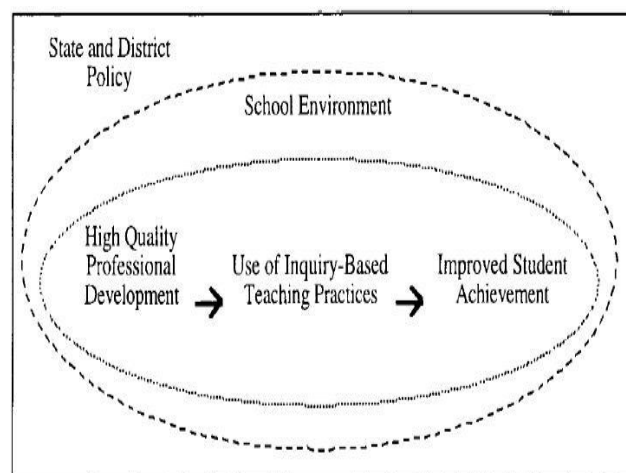 State and District
Policy
School Environment
High Quality
Professional
Development
Use of Inquiry-Based
Teaching Practices
Improved Student
Achievement